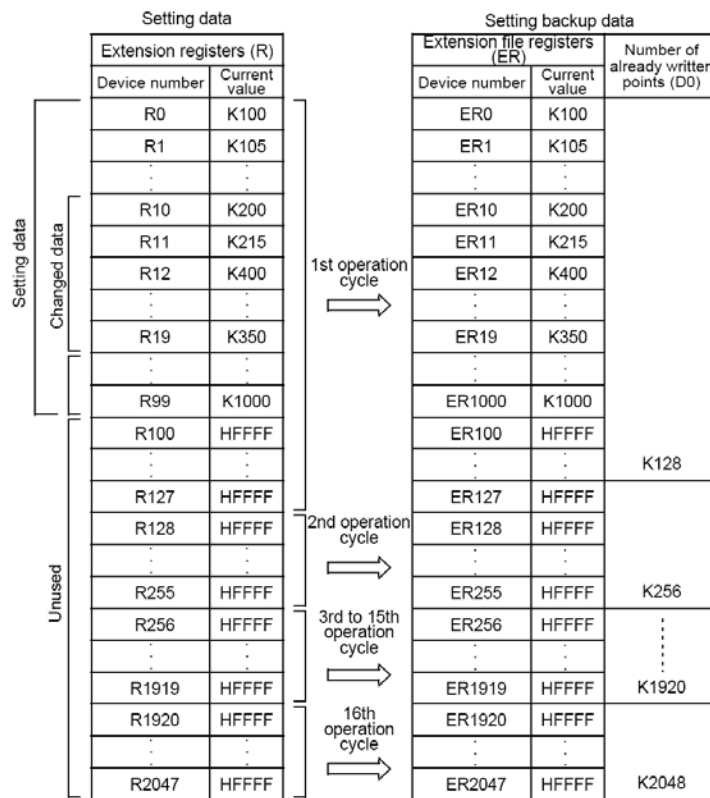 Setting data
Setting backup data
Extension registers (R)
Extension file registers
(ER)
Number of
already written
points (D0)
Device number
Current
value
Device number
Current
value
R0 K100 ER0 K100
R1 K105 ER1 K105
: : : :
R10 K200 ER10 K200
R11 K215 ER11 K215
R12 K400 ER12 K400
: : : :
R19 K350 ER19 K350
: : : :
R99 K1000 ER1000 K1000
R100 HFFFF ER100 HFFFF
: : : : K128
R127 HFFFF ER127 HFFFF
R128 HFFFF ER128 HFFFF
: : : :
R255 HFFFF ER255 HFFFF K256
R256 HFFFF ER256 HFFFF
: : : :
R1919 HFFFF ER1919 HFFFF K1920
R1920 HFFFF ER1920 HFFFF
: : : :
R2047 HFFFF ER2047 HFFFF K2048
Setting data
Changed data
Unused
1st operation
cycle
2nd operation
cycle
3rd to 15th
operation
cycle
16th
operation
cycle